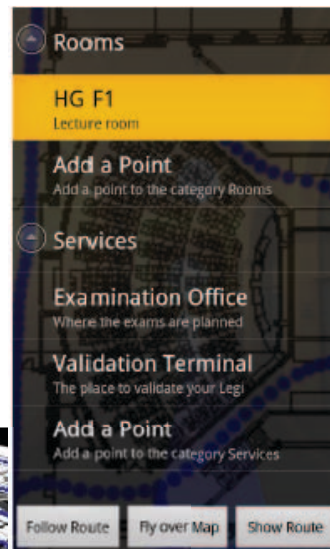 Rooms
HG F1
Lecture room
Add a Point
Add a point to the category Rooms
Services
Examination Office
Where the exams are planned
Validation Terminal
The place to validate your Legi
Add a Point
Add a point to the category Services
Follow Route Fly over Map Show Route